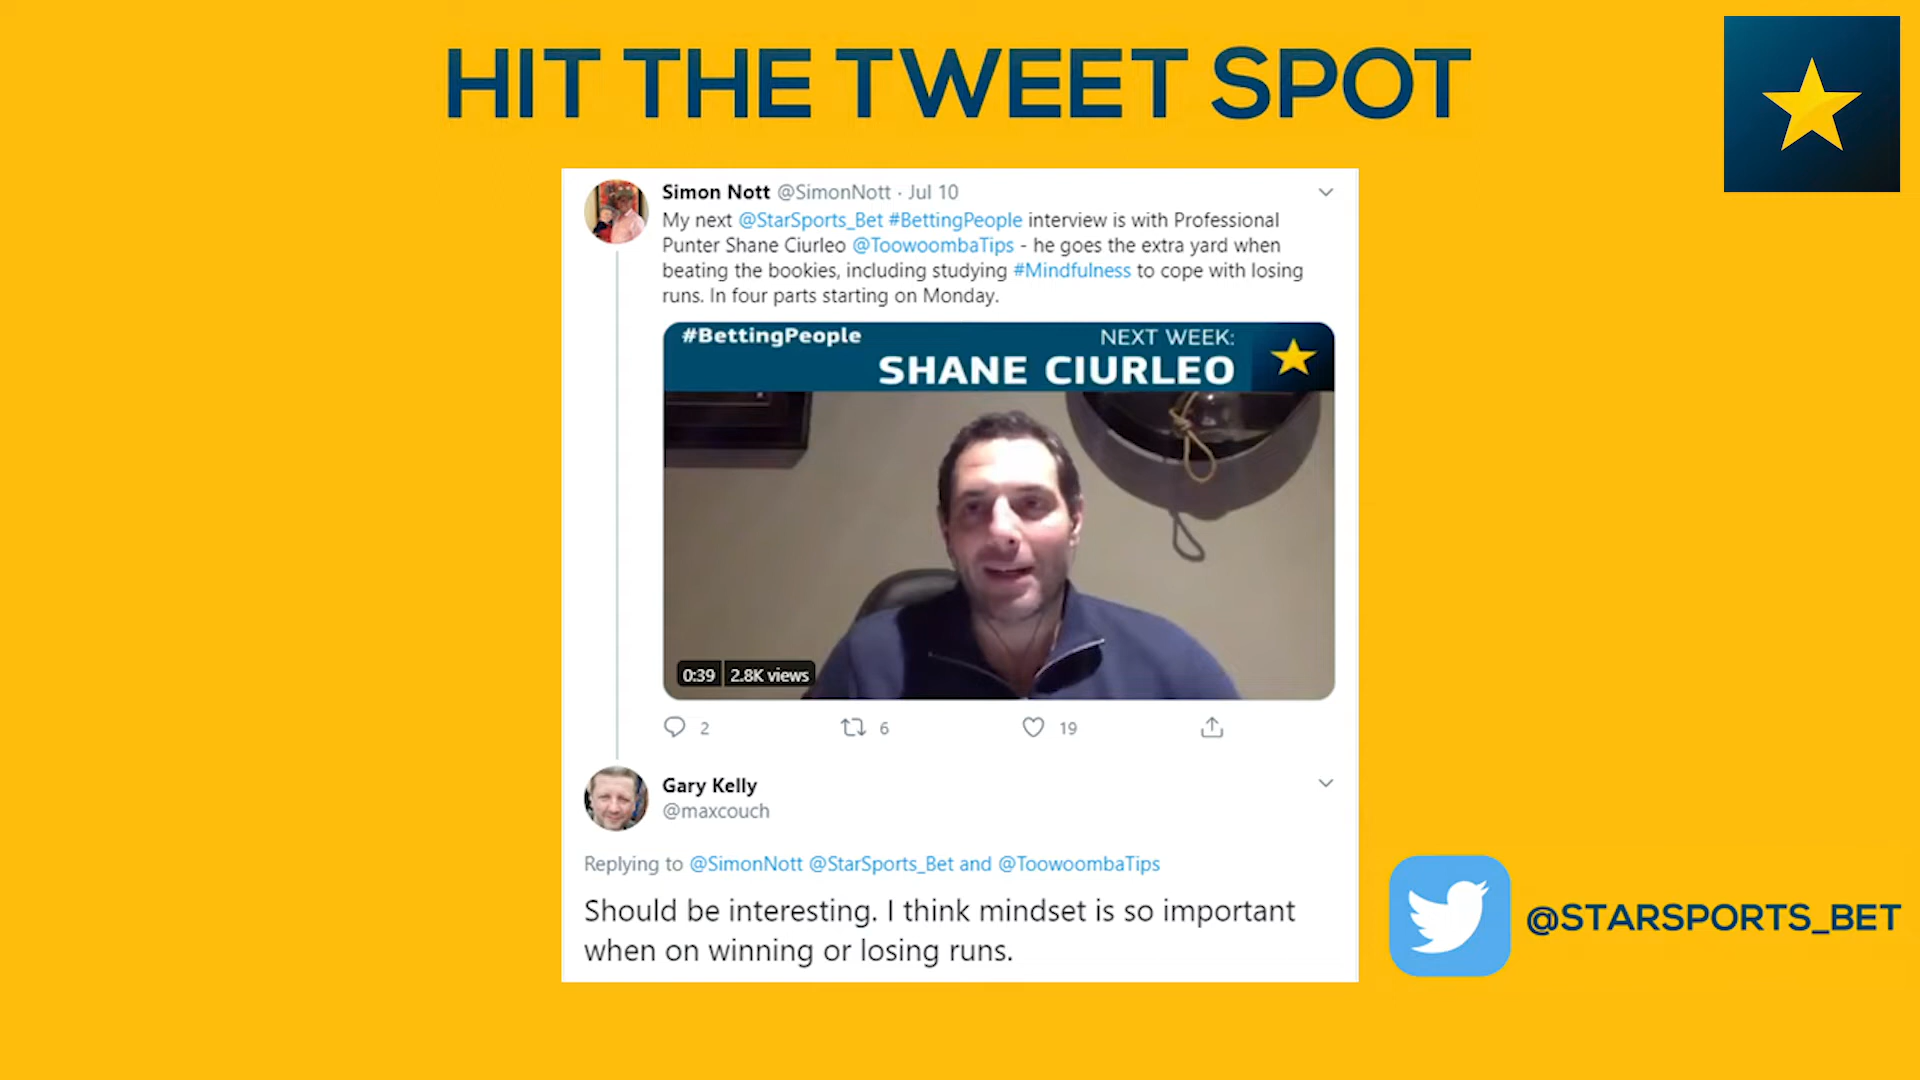 HIT THE TWEET SPOT
Simon Nott @SimonNott · Jul 10
My next @StarSports_Bet #BettingPeople interview is with Professional
Punter Shane Ciurleo @ToowoombaTips - he goes the extra yard when
beating the bookies, including studying #Mindfulness to cope with losing
runs. In four parts starting on Monday.
#BettingPeople
NEXT WEEK:
SHANE CIURLEO
0:39 2.8K views
2 6 19
Gary Kelly
@maxcouch
Replying to @SimonNott @StarSports_Bet and @ToowoombaTips
Should be interesting. I think mindset is so important
when on winning or losing runs.
@STARSPORTS_BET